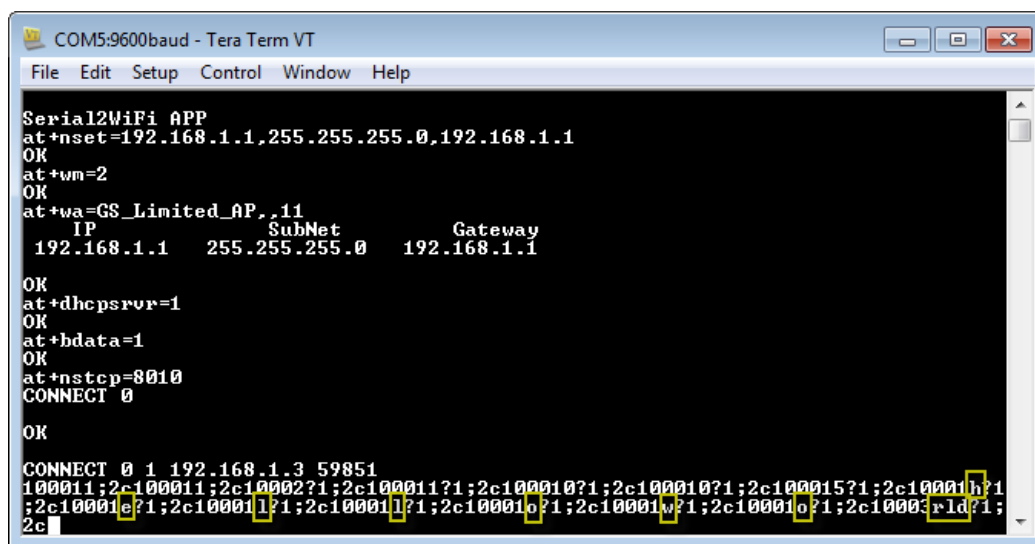 COM5:9600baud - Tera Term VT
File Edit Setup Control Window Help
Serial2WiFi APP
at+nset=192.168.1.1,255.255.255.0,192.168.1.1
OK
at+wm=2
OK
at+wa=GS_Limited_AP,,11
IP SubNet Gateway
192.168.1.1 255.255.255.0 192.168.1.1
OK
at+dhcpsrvr=1
OK
at+bdata=1
OK
at+nstcp=8010
CONNECT 0
OK
CONNECT 0 1 192.168.1.3 59851
100011;2c100011;2c10002?1;2c100011?1;2c100010?1;2c100010?1;2c100015?1;2c10001h?1
;2c10001e?1;2c10001l?1;2c10001l?1;2c10001o?1;2c10001w?1;2c10001o?1;2c10003rld?1;
2c